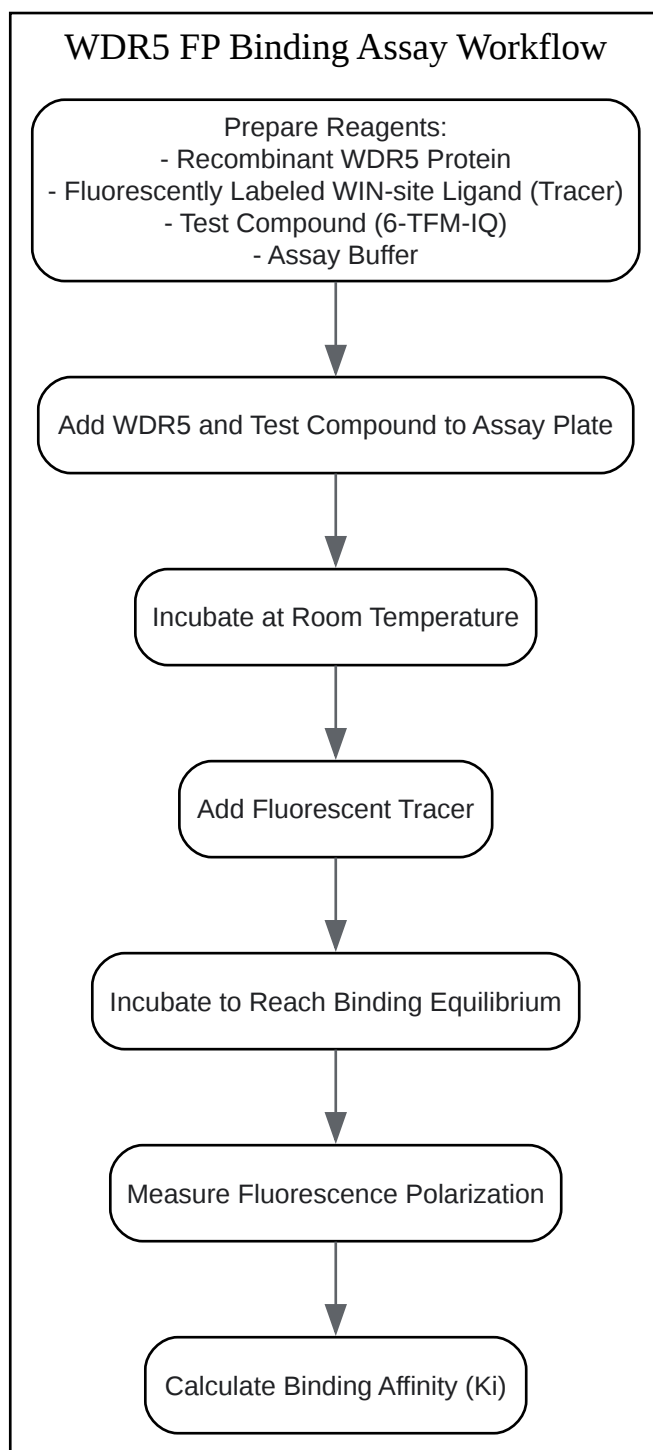 WDR5 FP Binding Assay Workflow
Prepare Reagents:
- Recombinant WDR5 Protein
- Fluorescently Labeled WIN-site Ligand (Tracer)
- Test Compound (6-TFM-IQ)
- Assay Buffer
Add WDR5 and Test Compound to Assay Plate
Incubate at Room Temperature
Add Fluorescent Tracer
Incubate to Reach Binding Equilibrium
Measure Fluorescence Polarization
Calculate Binding Affinity (Ki)